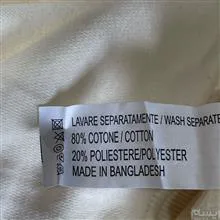 LAVARE SEPARATAMENTE / WASH SEPARATE
80% COTONE / COTTON
20% POLIESTERE/POLYESTER
MADE IN BANGLADESH